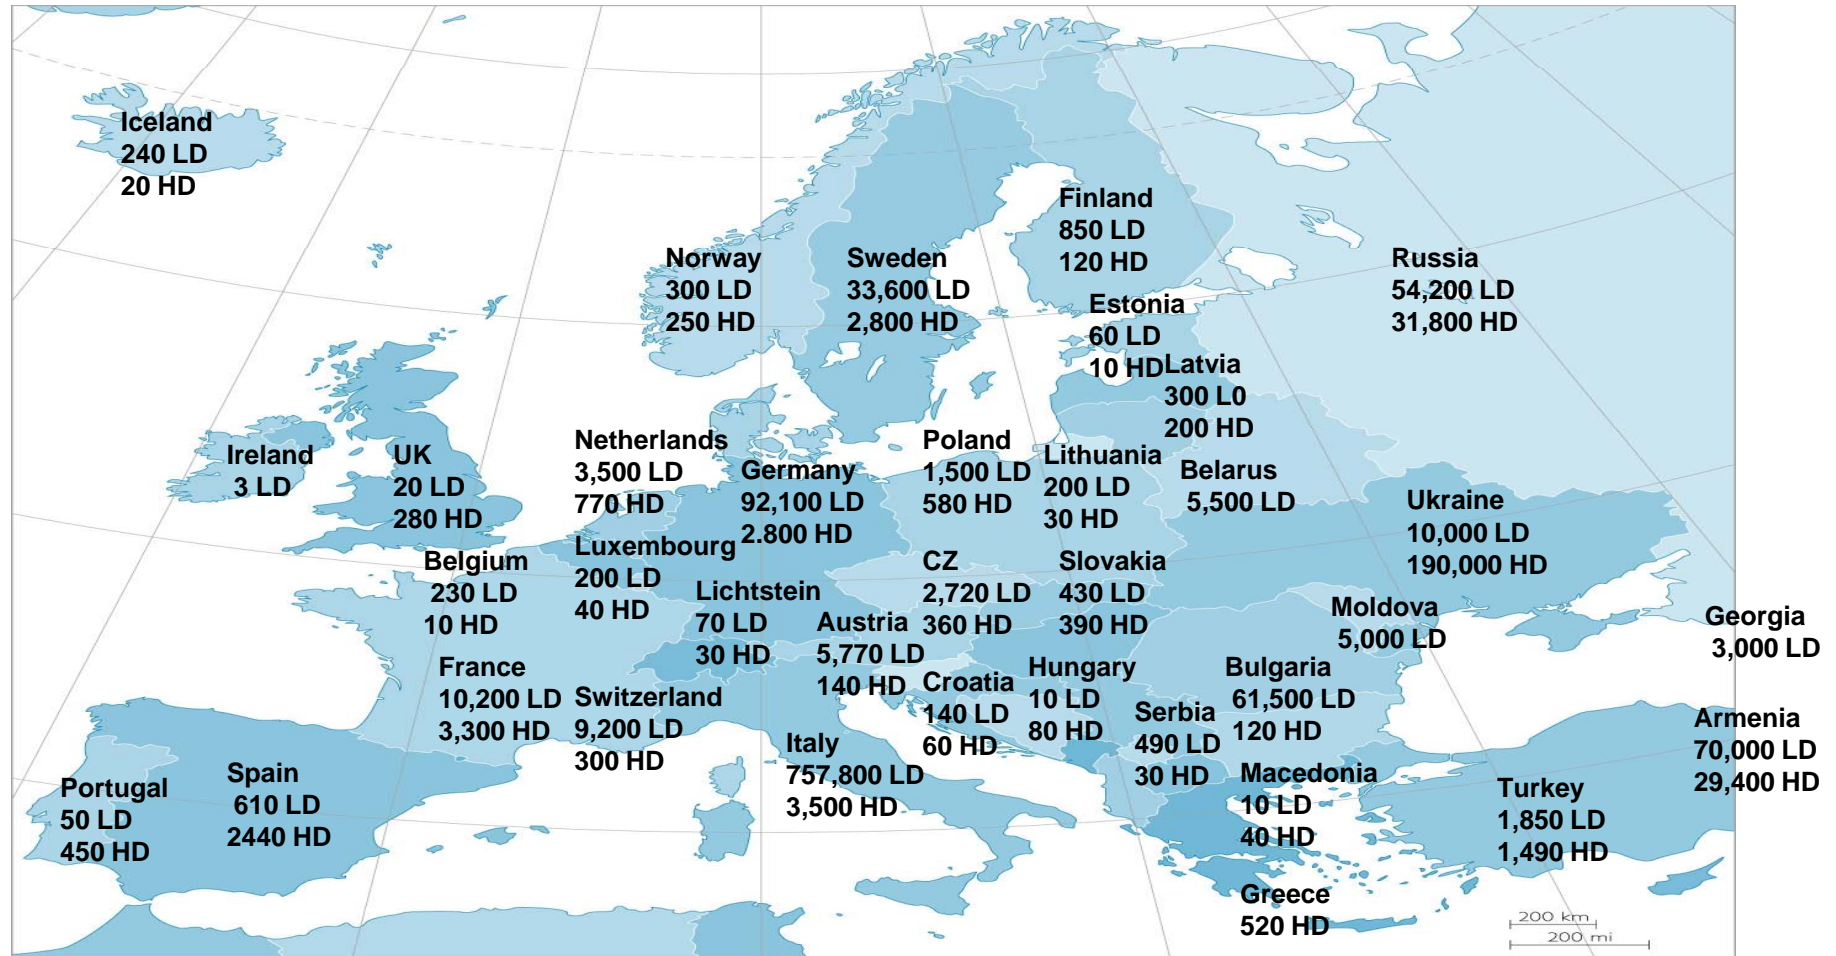 Iceland
240 LD
20 HD
Finland
850 LD
120 HD
Norway
300 LD
250 HD
Sweden
33,600 LD
2,800 HD
Russia
54,200 LD
31,800 HD
Estonia
60 LD
10 HD
Latvia
300 L0
200 HD
Ireland
3 LD
UK
20 LD
280 HD
Netherlands
3,500 LD
770 HD
Germany
92,100 LD
2.800 HD
Poland
1,500 LD
580 HD
Lithuania
200 LD
30 HD
Belarus
5,500 LD
Ukraine
10,000 LD
190,000 HD
Belgium
230 LD
10 HD
Luxembourg
200 LD
40 HD
Lichtstein
70 LD
30 HD
CZ
2,720 LD
360 HD
Slovakia
430 LD
390 HD
Austria
5,770 LD
140 HD
Moldova
5,000 LD
Georgia
3,000 LD
France
10,200 LD
3,300 HD
Switzerland
9,200 LD
300 HD
Croatia
140 LD
60 HD
Hungary
10 LD
80 HD
Bulgaria
61,500 LD
120 HD
Serbia
490 LD
30 HD
Armenia
70,000 LD
29,400 HD
Italy
757,800 LD
3,500 HD
Portugal
50 LD
450 HD
Spain
610 LD
2440 HD
Macedonia
10 LD
40 HD
Turkey
1,850 LD
1,490 HD
Greece
520 HD
200 km
200 mi